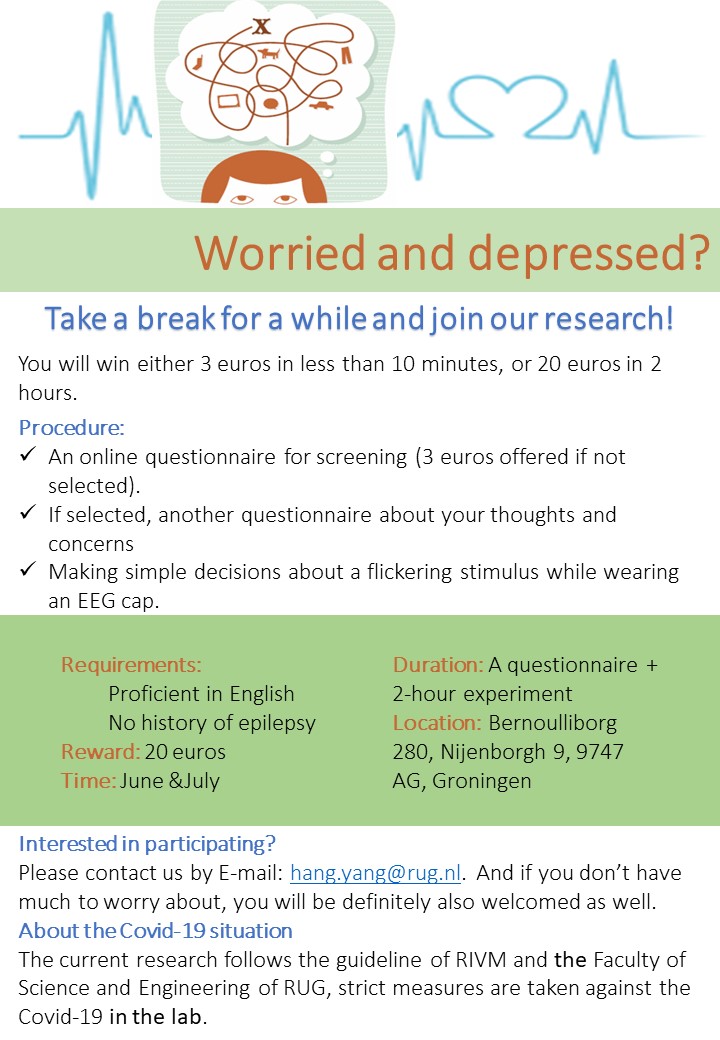 X
Worried and depressed?
Take a break for a while and join our research!
You will win either 3 euros in less than 10 minutes, or 20 euros in 2
hours.
Procedure:
✓ An online questionnaire for screening (3 euros offered if not
selected).
✓ If selected, another questionnaire about your thoughts and
concerns
✓ Making simple decisions about a flickering stimulus while wearing
an EEG cap.
Requirements:
Proficient in English
No history of epilepsy
Reward: 20 euros
Time: June &July
Duration: A questionnaire +
2-hour experiment
Location: Bernoulliborg
280, Nijenborgh 9, 9747
AG, Groningen
Interested in participating?
Please contact us by E-mail: hang.yang@rug.nl. And if you don’t have
much to worry about, you will be definitely also welcomed as well.
About the Covid-19 situation
The current research follows the guideline of RIVM and the Faculty of
Science and Engineering of RUG, strict measures are taken against the
Covid-19 in the lab.